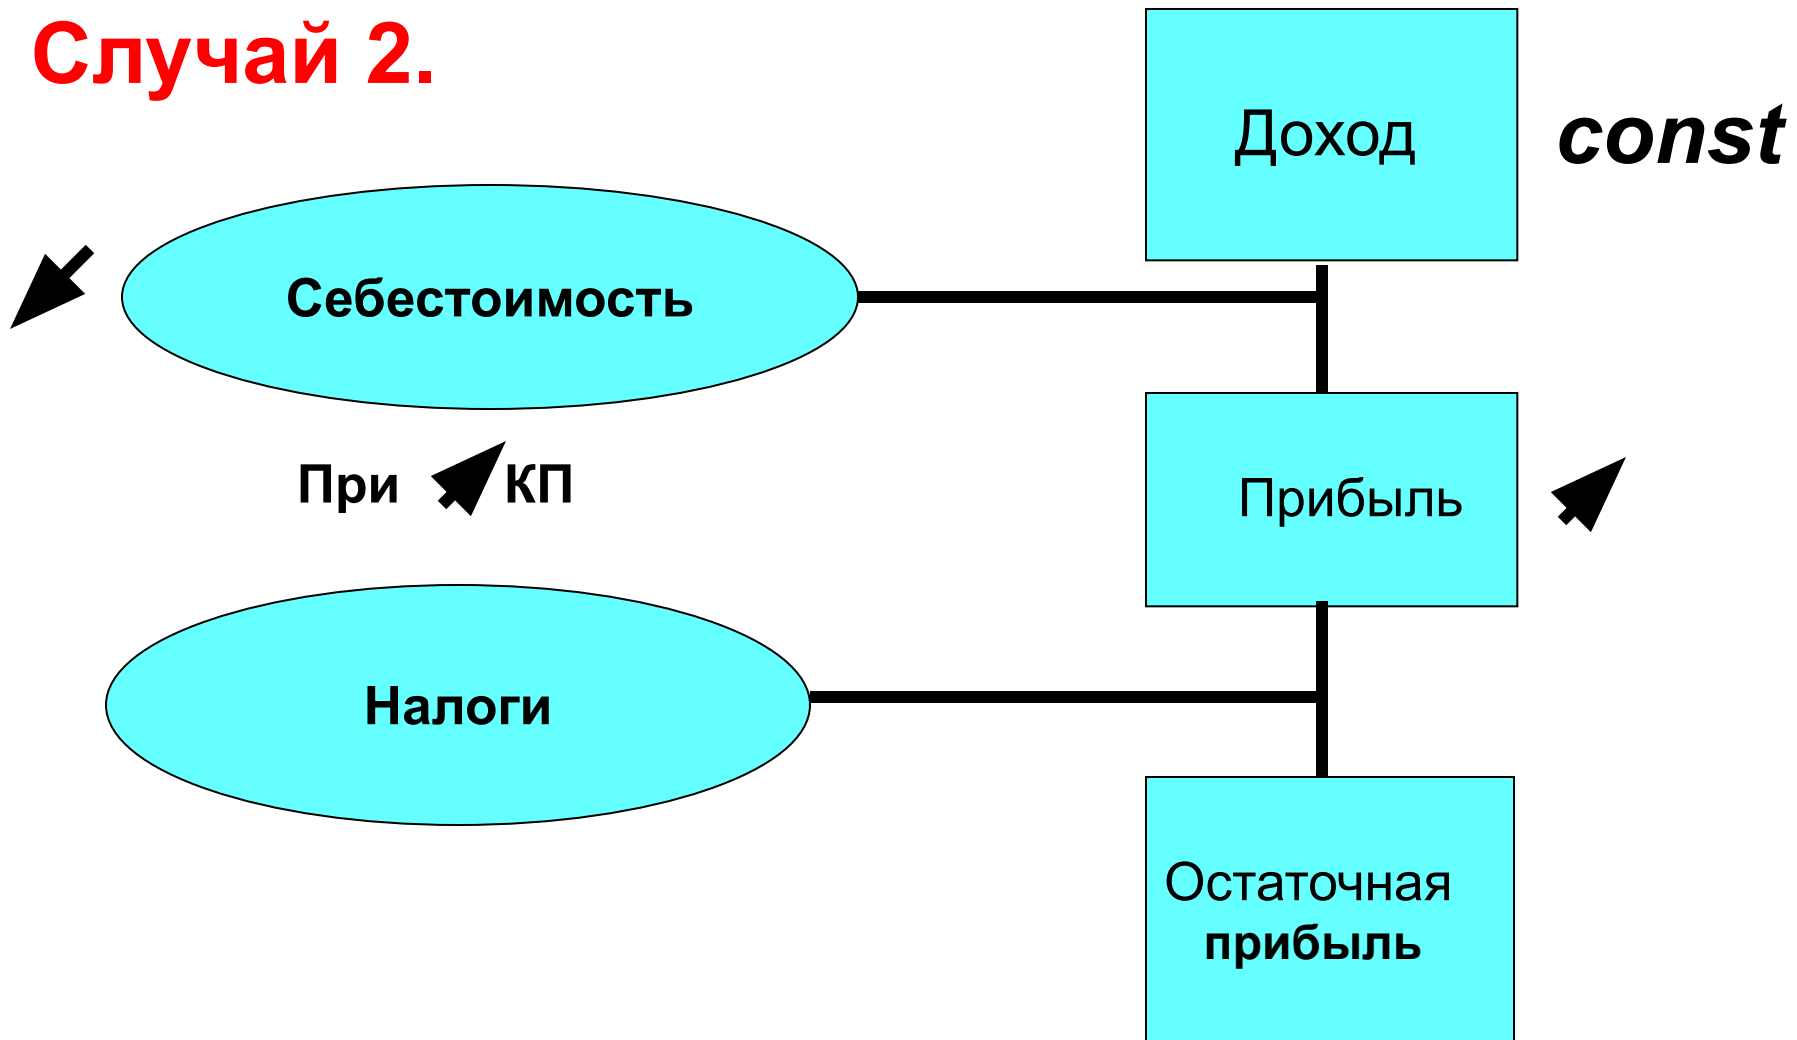 Случай 2.
Доход
const
Себестоимость
При КП
Прибыль
Налоги
Остаточная
прибыль